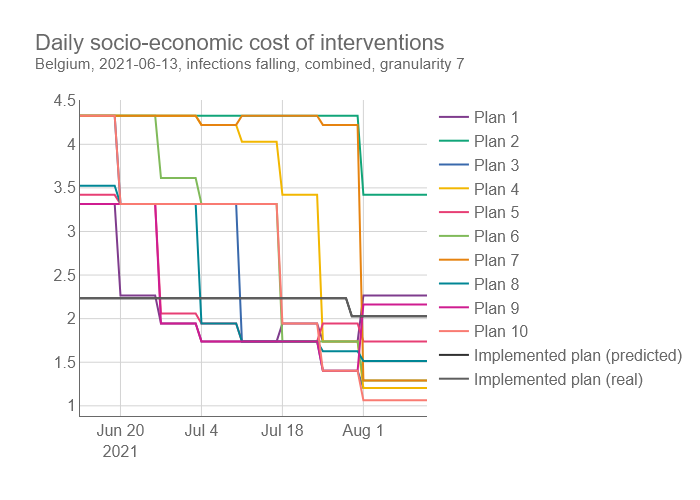 Daily socio-economic cost of interventions
Belgium, 2021-06-13, infections falling, combined, granularity 7
4.5
4
3.5
3
2.5
2
1.5
1
Jun 20
2021
Jul 4
Jul 18
Aug 1
Plan 1
Plan 2
Plan 3
Plan 4
Plan 5
Plan 6
Plan 7
Plan 8
Plan 9
Plan 10
Implemented plan (predicted)
Implemented plan (real)